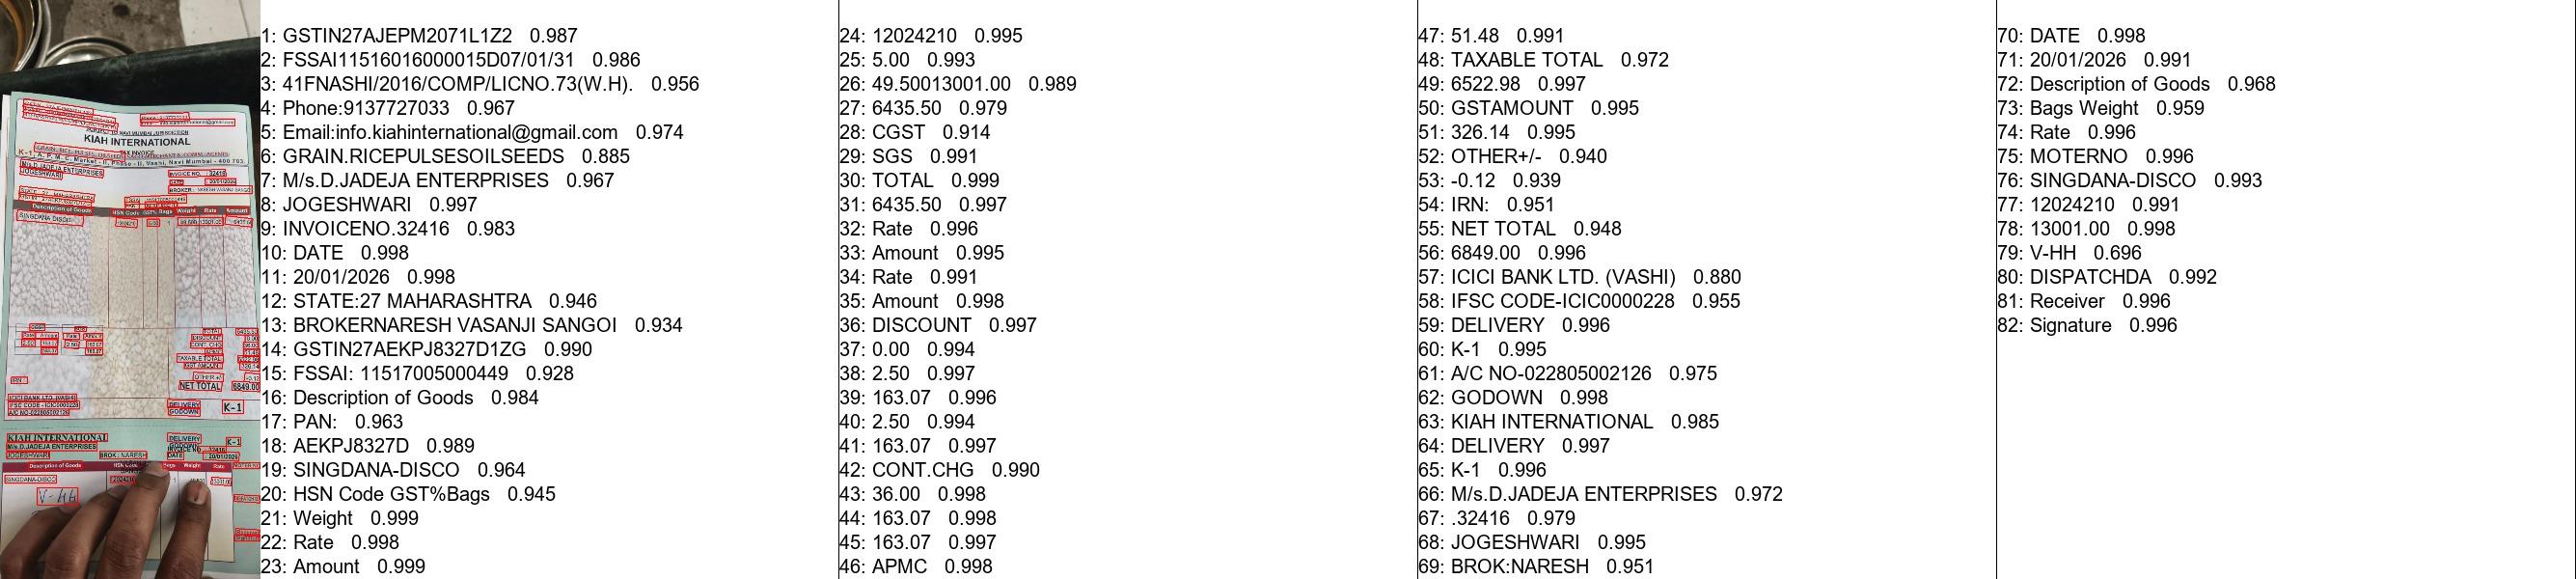 1: GSTIN27AJEPM2071L1Z2 0.987
2: FSSAI11516016000015D07/01/31 0.986
3: 41FNASHI/2016/COMP/LICNO.73(W.H). 0.956
4: Phone:9137727033 0.967
5: Email:info.kiahinternational@gmail.com 0.974
6: GRAIN.RICEPULSESOILSEEDS 0.885
7: M/s.D.JADEJA ENTERPRISES 0.967
8: JOGESHWARI 0.997
9: INVOICENO.32416 0.983
10: DATE 0.998
11: 20/01/2026 0.998
12: STATE:27 MAHARASHTRA 0.946
13: BROKERNARESH VASANJI SANGOI 0.934
14: GSTIN27AEKPJ8327D1ZG 0.990
15: FSSAI: 11517005000449 0.928
16: Description of Goods 0.984
17: PAN: 0.963
18: AEKPJ8327D 0.989
19: SINGDANA-DISCO 0.964
20: HSN Code GST%Bags 0.945
21: Weight 0.999
22: Rate 0.998
23: Amount 0.999
24: 12024210 0.995
25: 5.00 0.993
26: 49.50013001.00 0.989
27: 6435.50 0.979
28: CGST 0.914
29: SGS 0.991
30: TOTAL 0.999
31: 6435.50 0.997
32: Rate 0.996
33: Amount 0.995
34: Rate 0.991
35: Amount 0.998
36: DISCOUNT 0.997
37: 0.00 0.994
38: 2.50 0.997
39: 163.07 0.996
40: 2.50 0.994
41: 163.07 0.997
42: CONT.CHG 0.990
43: 36.00 0.998
44: 163.07 0.998
45: 163.07 0.997
46: APMC 0.998
47: 51.48 0.991
48: TAXABLE TOTAL 0.972
49: 6522.98 0.997
50: GSTAMOUNT 0.995
51: 326.14 0.995
52: OTHER+/- 0.940
53: -0.12 0.939
54: IRN: 0.951
55: NET TOTAL 0.948
56: 6849.00 0.996
57: ICICI BANK LTD. (VASHI) 0.880
58: IFSC CODE-ICIC0000228 0.955
59: DELIVERY 0.996
60: K-1 0.995
61: A/C NO-022805002126 0.975
62: GODOWN 0.998
63: KIAH INTERNATIONAL 0.985
64: DELIVERY 0.997
65: K-1 0.996
66: M/s.D.JADEJA ENTERPRISES 0.972
67: .32416 0.979
68: JOGESHWARI 0.995
69: BROK:NARESH 0.951
70: DATE 0.998
71: 20/01/2026 0.991
72: Description of Goods 0.968
73: Bags Weight 0.959
74: Rate 0.996
75: MOTERNO 0.996
76: SINGDANA-DISCO 0.993
77: 12024210 0.991
78: 13001.00 0.998
79: V-HH 0.696
80: DISPATCHDA 0.992
81: Receiver 0.996
82: Signature 0.996